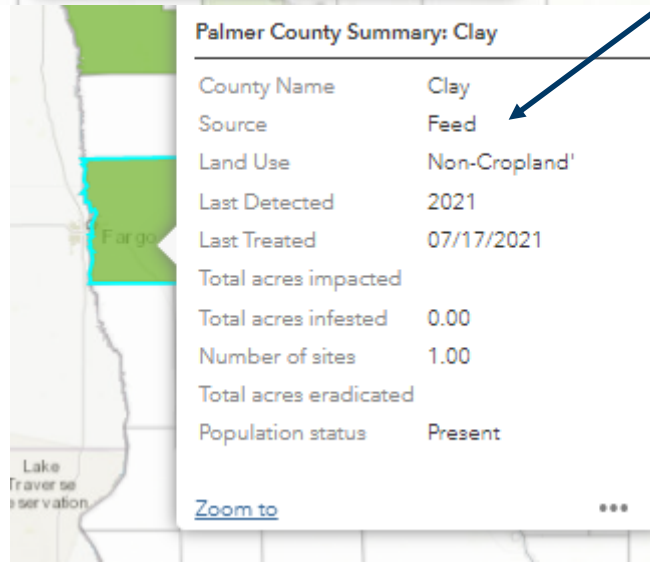 Palmer County Summary: Clay
County Name Clay
Source Feed
Land Use Non-Cropland'
Last Detected 2021
Last Treated 07/17/2021
Total acres impacted
Total acres infested 0.00
Number of sites 1.00
Total acres eradicated
Population status Present
Zoom to •••
Fargo
Lake
Traverse
servation